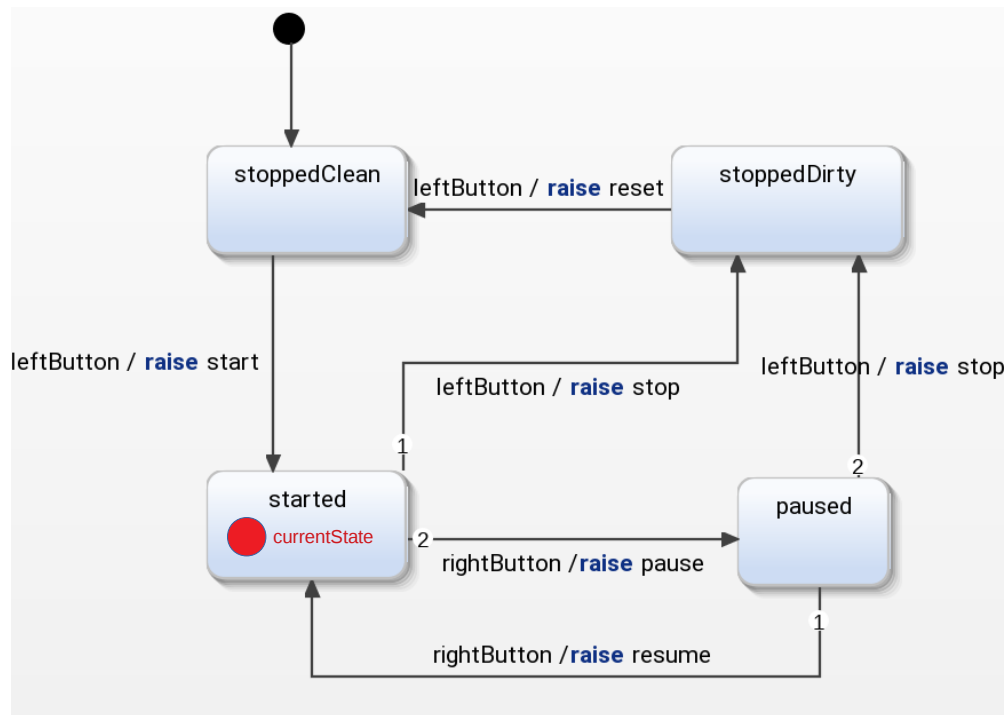 stoppedClean
stoppedDirty
leftButton / raise reset
leftButton / raise start
leftButton / raise stop
leftButton / raise stop
1
2
started
paused
currentState
2
rightButton /raise pause
1
rightButton /raise resume